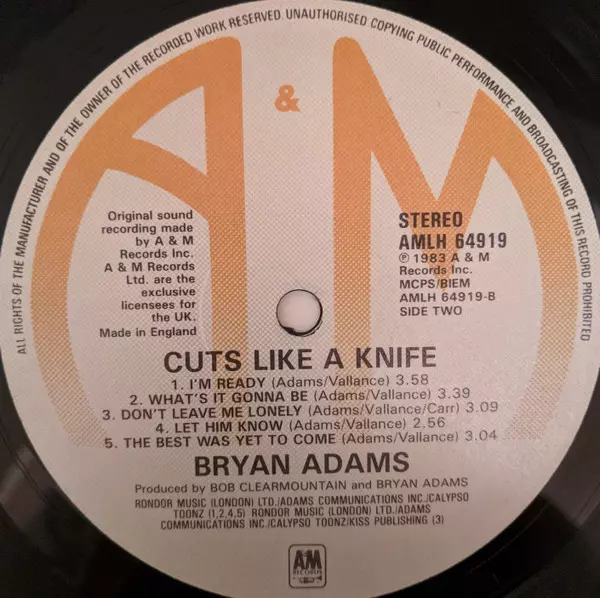 ALL RIGHTS OF THE MANUFACTURER AND OF THE OWNER OF THE RECORDED WORK RESERVED. UNAUTHORISED COPYING PUBLIC PERFORMANCE AND BROADCASTING OF THIS RECORD PROHIBITED
A & M
Original sound
recording made
by A & M
Records Inc.
A & M Records
Ltd. are the
exclusive
licensees for
the UK.
Made in England
STEREO
AMLH 64919
℗ 1983 A & M
Records Inc.
MCPS/BIEM
AMLH 64919-B
SIDE TWO
CUTS LIKE A KNIFE
1. I'M READY (Adams/Vallance) 3.58
2. WHAT'S IT GONNA BE (Adams/Vallance) 3.39
3. DON'T LEAVE ME LONELY (Adams/Vallance/Carr) 3.09
4. LET HIM KNOW (Adams/Vallance) 2.56
5. THE BEST WAS YET TO COME (Adams/Vallance) 3.04
BRYAN ADAMS
Produced by BOB CLEARMOUNTAIN and BRYAN ADAMS
RONDOR MUSIC (LONDON) LTD./ADAMS COMMUNICATIONS INC./CALYPSO
TOONZ (1,2,4,5) RONDOR MUSIC (LONDON) LTD./ADAMS
COMMUNICATIONS INC./CALYPSO TOONZ/KISS PUBLISHING (3)
AM
RECORDS